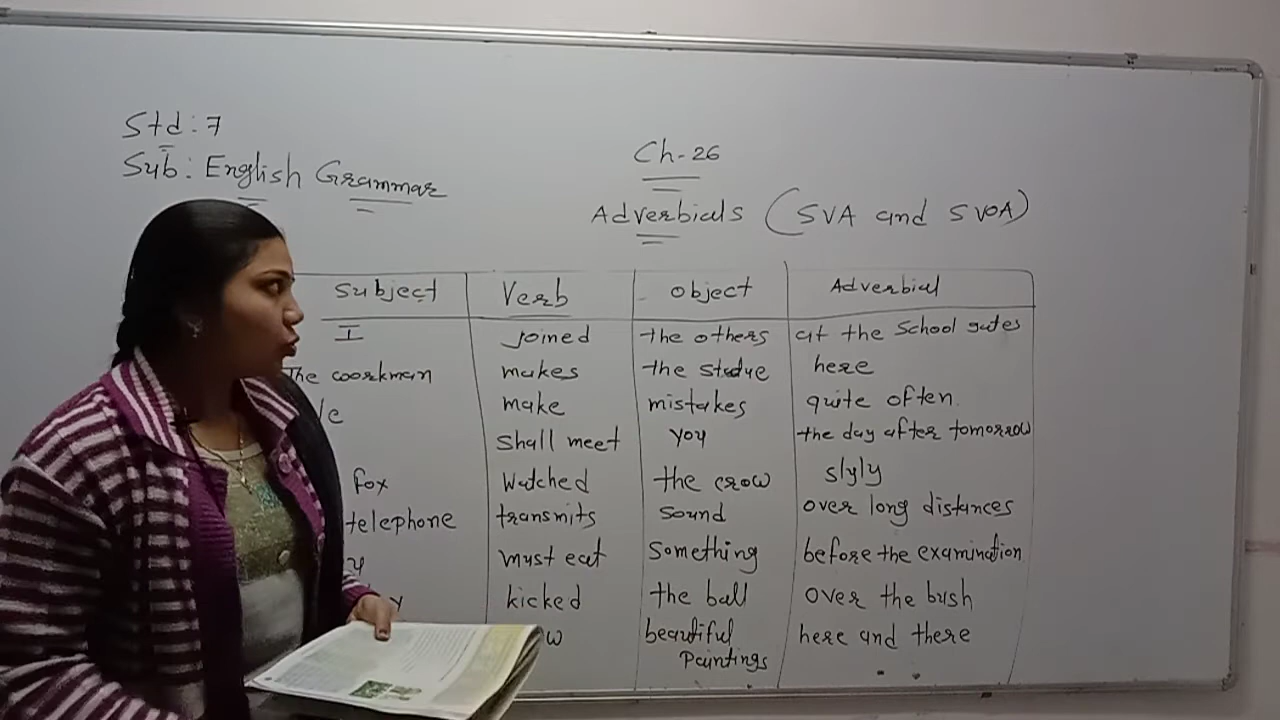 Std: 7
Sub: English Grammar
Ch-26
Adverbials (SVA and SVOA)
Subject Verb Object Adverbial
I joined the others at the School gates
The coorkman makes the statue here
make mistakes quite often.
Shall meet you the day after tomorrow
fox Watched the crow slyly
telephone transmits sound over long distances
y must eat something before the examination
y kicked the ball over the bush
w beautiful Paintings here and there